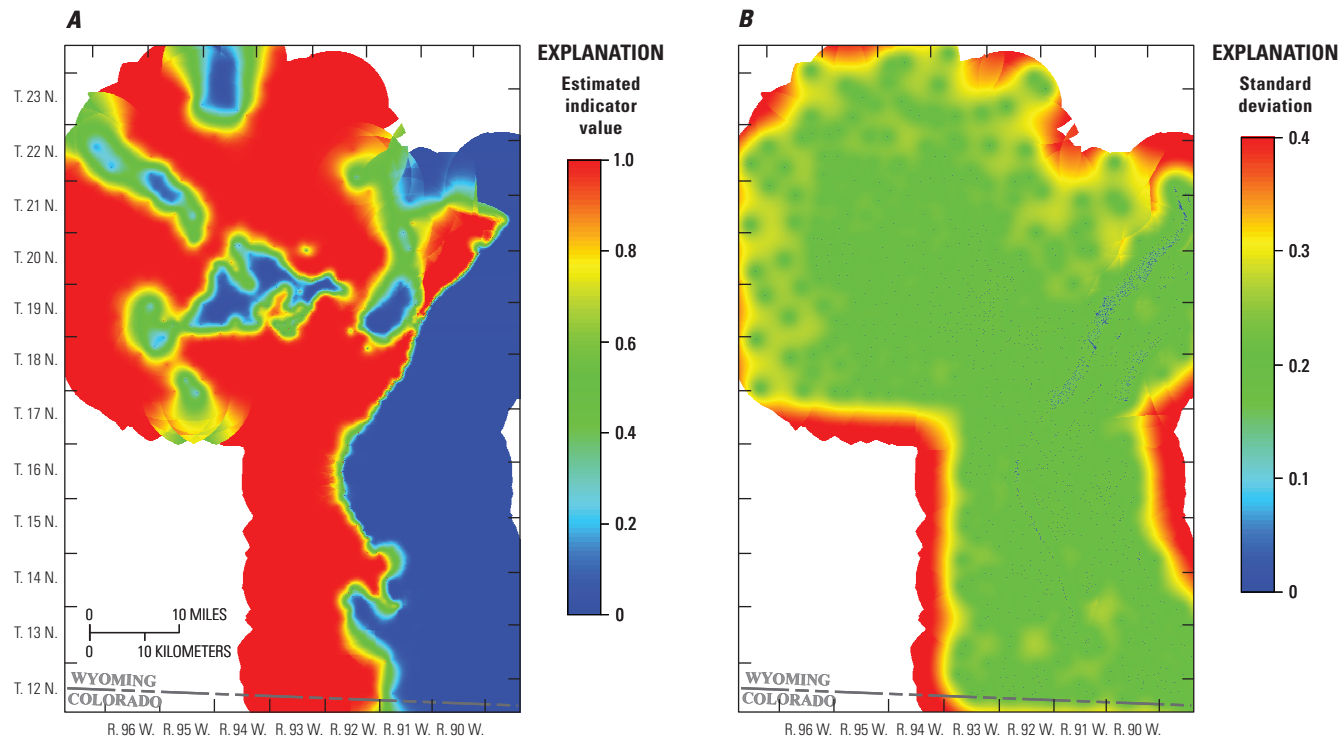 A
EXPLANATION
Estimated
indicator
value
1.0
0.8
0.6
0.4
0.2
0
T. 23 N.
T. 22 N.
T. 21 N.
T. 20 N.
T. 19 N.
T. 18 N.
T. 17 N.
T. 16 N.
T. 15 N.
T. 14 N.
T. 13 N.
T. 12 N.
0 10 MILES
0 10 KILOMETERS
WYOMING
COLORADO
R. 96 W. R. 95 W. R. 94 W. R. 93 W. R. 92 W. R. 91 W. R. 90 W.
B
EXPLANATION
Standard
deviation
0.4
0.3
0.2
0.1
0
WYOMING
COLORADO
R. 96 W. R. 95 W. R. 94 W. R. 93 W. R. 92 W. R. 91 W. R. 90 W.